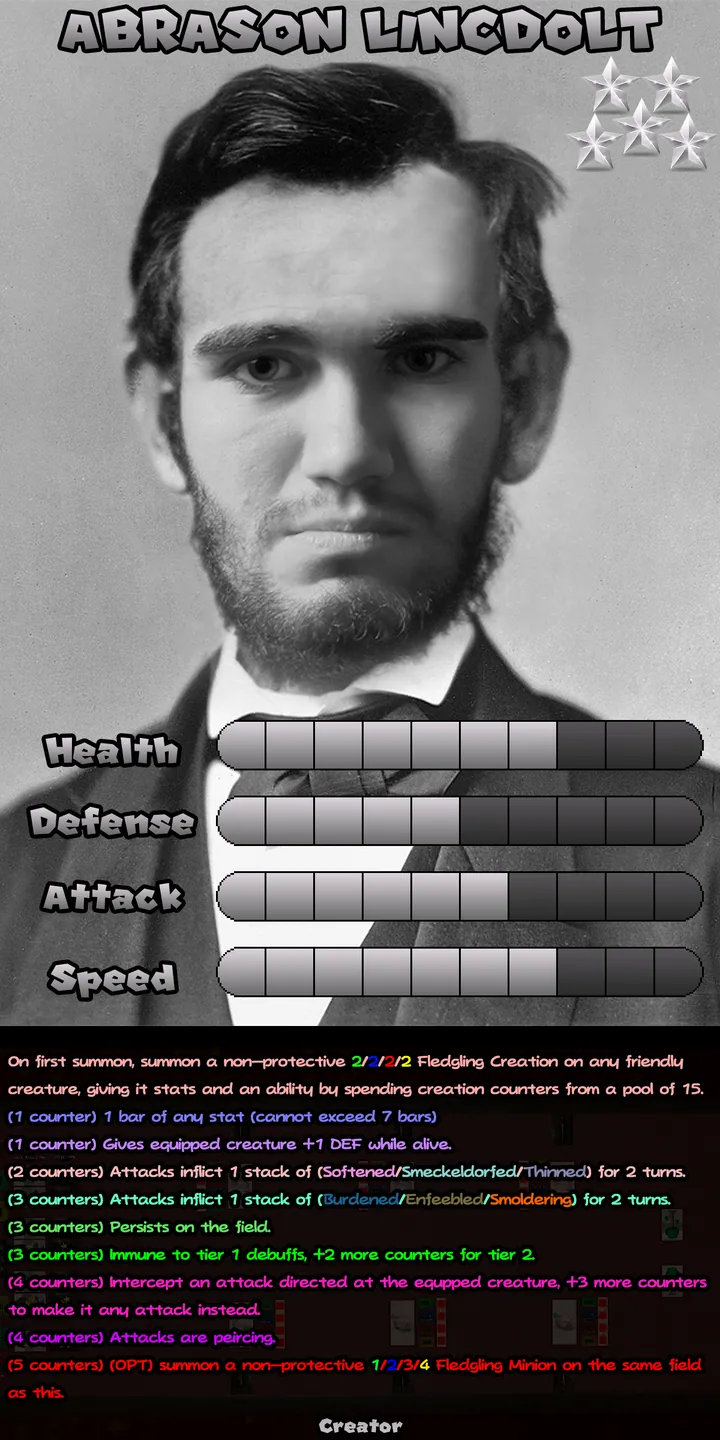 ABRASON LINCDOLT
Health
Defense
Attack
Speed
On first summon, summon a non-protective 2/2/2/2 Fledgling Creation on any friendly
creature, giving it stats and an ability by spending creation counters from a pool of 15.
(1 counter) 1 bar of any stat (cannot exceed 7 bars)
(1 counter) Gives equipped creature +1 DEF while alive.
(2 counters) Attacks inflict 1 stack of (Softened/Smeckeldorfed/Thinned) for 2 turns.
(3 counters) Attacks inflict 1 stack of (Burdened/Enfeebled/Smoldering) for 2 turns.
(3 counters) Persists on the field.
(3 counters) Immune to tier 1 debuffs, +2 more counters for tier 2.
(4 counters) Intercept an attack directed at the equpped creature, +3 more counters
to make it any attack instead.
(4 counters) Attacks are peircing.
(5 counters) (OPT) summon a non-protective 1/2/3/4 Fledgling Minion on the same field
as this.
Creator